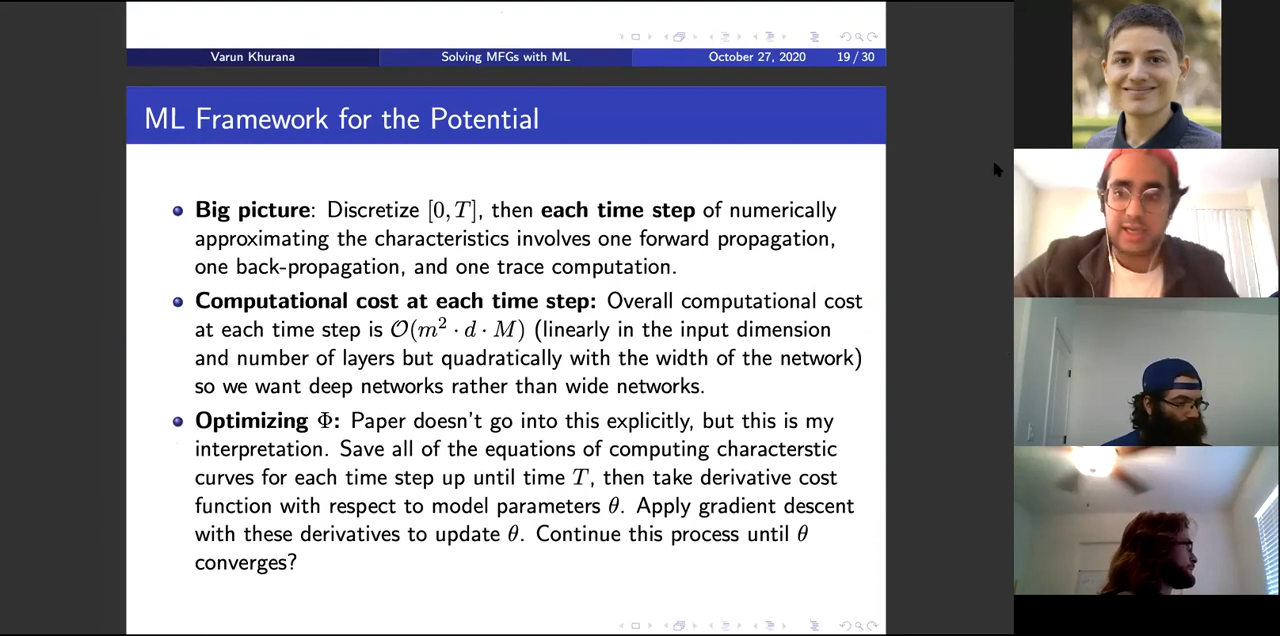 Varun Khurana Solving MFGs with ML October 27, 2020 19 / 30
ML Framework for the Potential
Big picture: Discretize [0, T], then each time step of numerically
approximating the characteristics involves one forward propagation,
one back-propagation, and one trace computation.
Computational cost at each time step: Overall computational cost
at each time step is O(m² · d · M) (linearly in the input dimension
and number of layers but quadratically with the width of the network)
so we want deep networks rather than wide networks.
Optimizing Φ: Paper doesn't go into this explicitly, but this is my
interpretation. Save all of the equations of computing characterstic
curves for each time step up until time T, then take derivative cost
function with respect to model parameters θ. Apply gradient descent
with these derivatives to update θ. Continue this process until θ
converges?